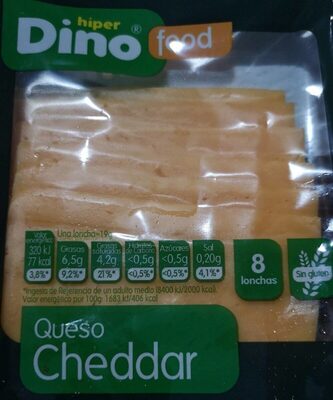 hiper
Dino®
food
Una loncha=19g
Valor energético 320 kJ 77 kcal 3,8%*
Grasas 6,5g 9,2%*
Grasas saturadas 4,2g 21%*
Hidratos de Carbono <0,5g <0,5%*
Azúcares <0,5g <0,5%*
Sal 0,20g 4,1%*
*Ingesta de Referencia de un adulto medio (8400 kJ/2000 kcal).
Valor energético por 100g: 1683 kJ/406 kcal
8
lonchas
Sin gluten
Queso
Cheddar